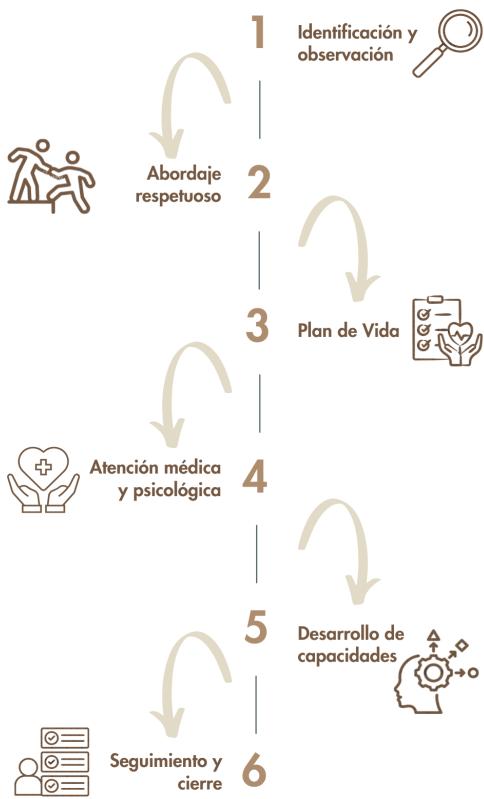 1
Identificación y
observación
2
Abordaje
respetuoso
3
Plan de Vida
4
Atención médica
y psicológica
5
Desarrollo de
capacidades
6
Seguimiento y
cierre